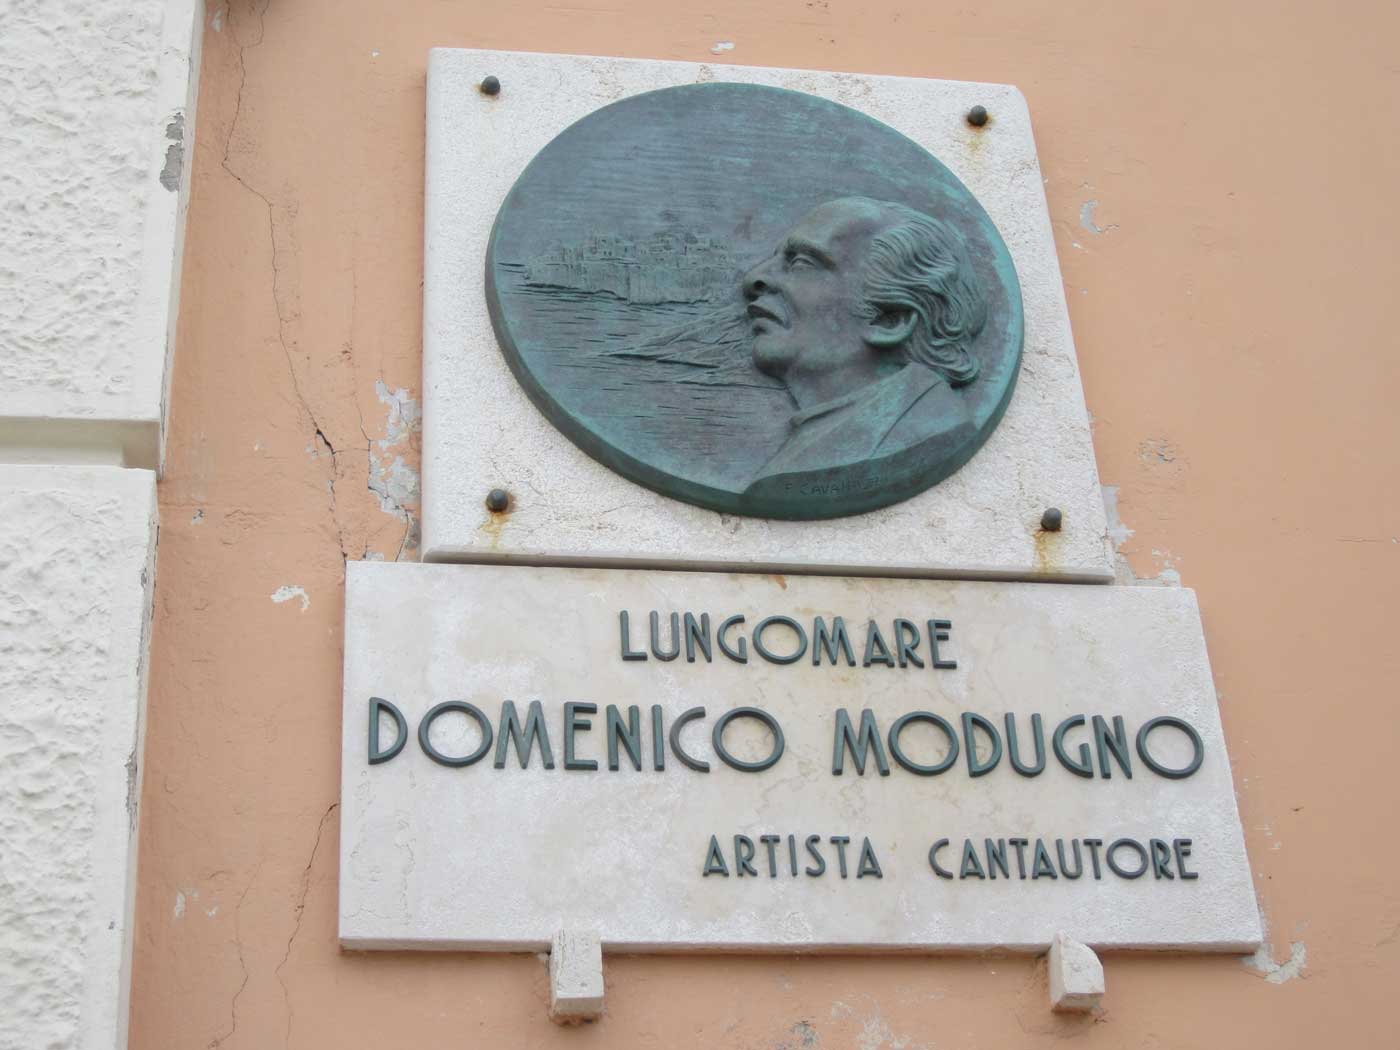 LUNGOMARE
DOMENICO MODUGNO
ARTISTA CANTAUTORE